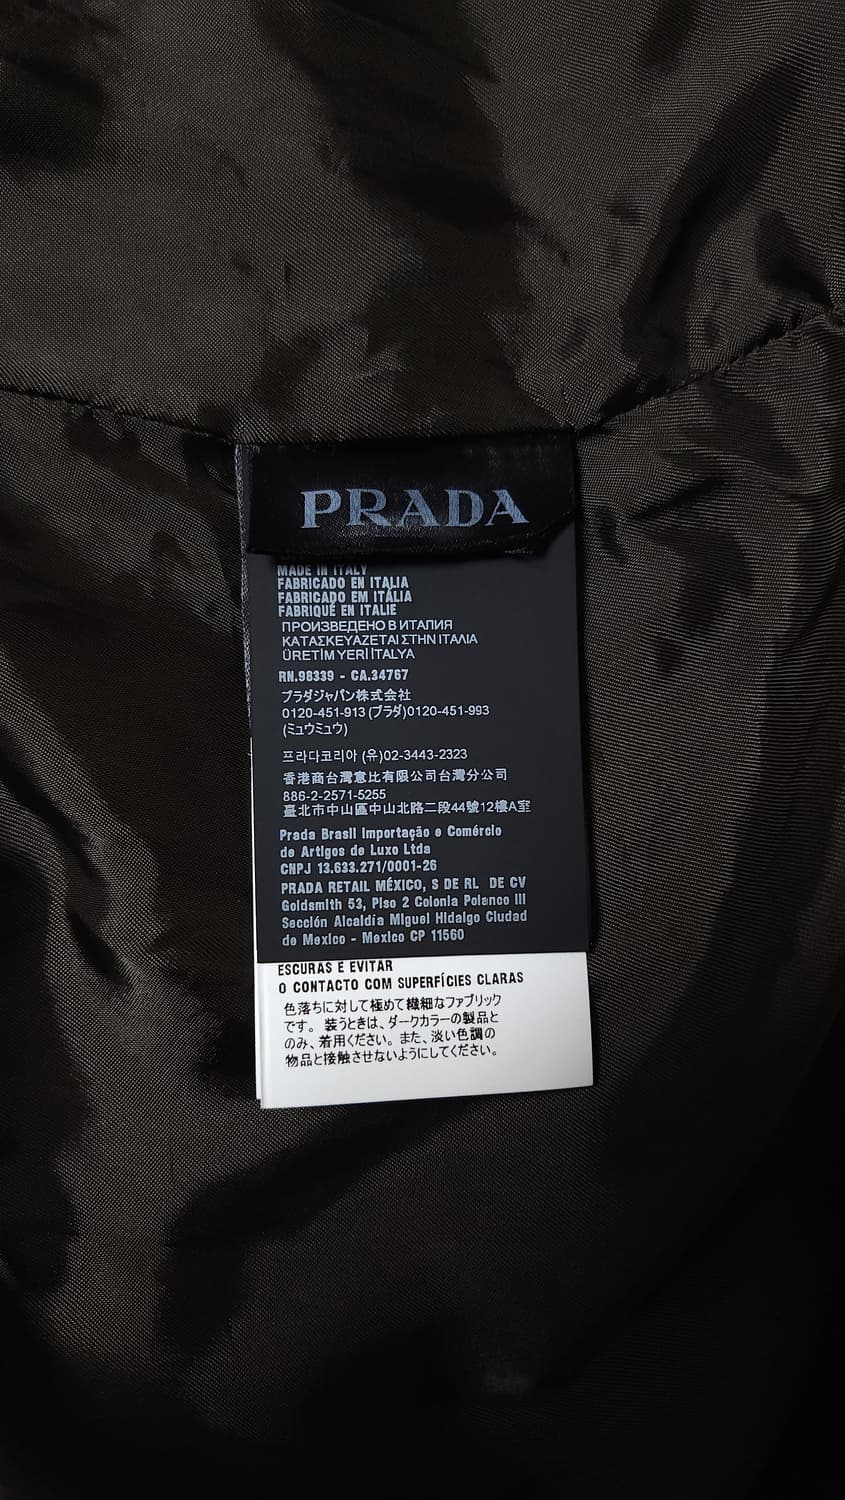 PRADA
MADE IN ITALY
FABRICADO EN ITALIA
FABRICADO EM ITÁLIA
FABRIQUÉ EN ITALIE
ПРОИЗВЕДЕНО В ИТАЛИЯ
ΚΑΤΑΣΚΕΥΑΖΕΤΑΙ ΣΤΗΝ ΙΤΑΛΙΑ
ÜRETİM YERİ İTALYA
RN.98339 - CA.34767
プラダジャパン株式会社
0120-451-913 (プラダ)0120-451-993
(ミュウミュウ)
프라다코리아 (유)02-3443-2323
香港商台灣意比有限公司台灣分公司
886-2-2571-5255
臺北市中山區中山北路二段44號12樓A室
Prada Brasil Importação e Comércio
de Artigos de Luxo Ltda
CNPJ 13.633.271/0001-26
PRADA RETAIL MÉXICO, S DE RL DE CV
Goldsmith 53, Piso 2 Colonia Polanco III
Sección Alcaldía Miguel Hidalgo Ciudad
de Mexico - Mexico CP 11560
ESCURAS E EVITAR
O CONTACTO COM SUPERFÍCIES CLARAS
色落ちに対して極めて繊細なファブリック
です。装うときは、ダークカラーの製品と
のみ、着用ください。また、淡い色調の
物品と接触させないようにしてください。